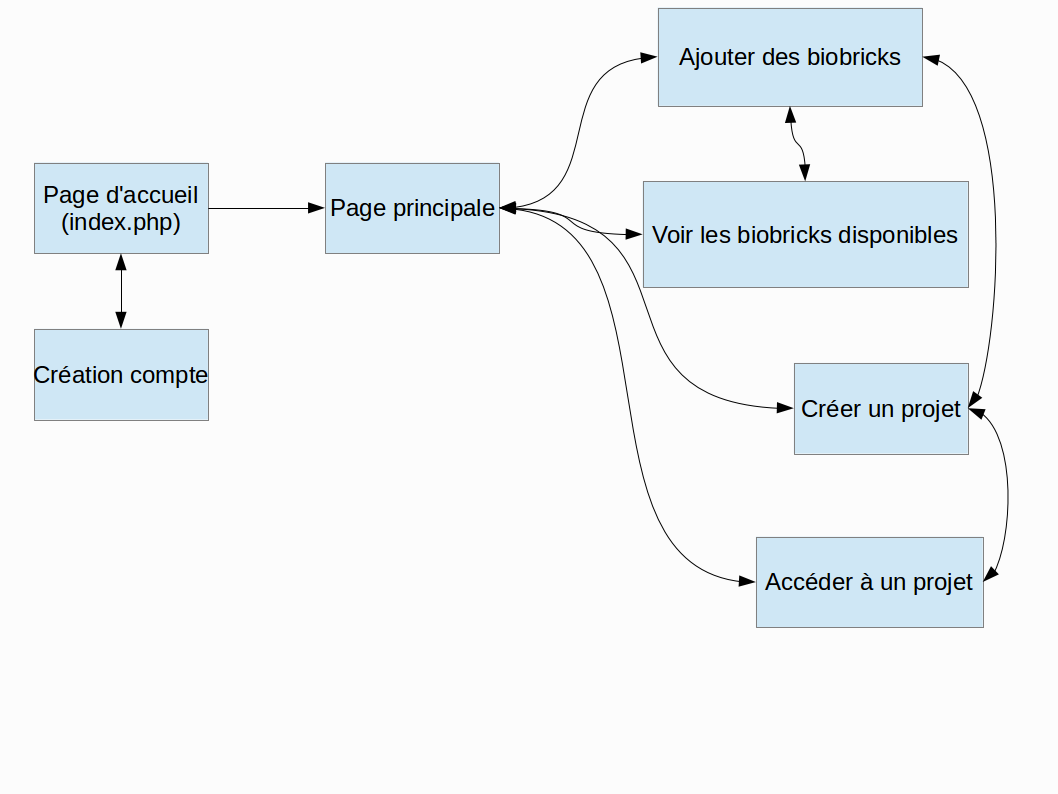 Page d'accueil
(index.php)
Création compte
Page principale
Ajouter des biobricks
Voir les biobricks disponibles
Créer un projet
Accéder à un projet